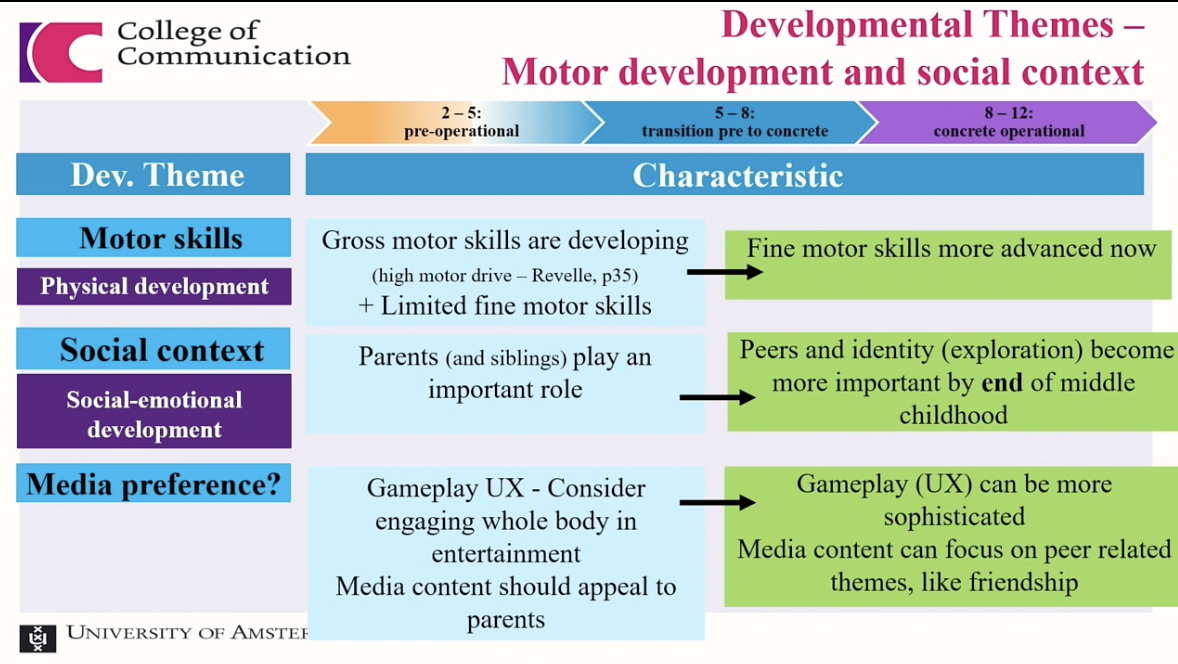 College of
Communication
Developmental Themes –
Motor development and social context
2 – 5:
pre-operational
5 – 8:
transition pre to concrete
8 – 12:
concrete operational
Dev. Theme
Characteristic
Motor skills
Physical development
Gross motor skills are developing
(high motor drive – Revelle, p35)
+ Limited fine motor skills
Fine motor skills more advanced now
Social context
Social-emotional
development
Parents (and siblings) play an
important role
Peers and identity (exploration) become
more important by end of middle
childhood
Media preference?
Gameplay UX - Consider
engaging whole body in
entertainment
Media content should appeal to
parents
Gameplay (UX) can be more
sophisticated
Media content can focus on peer related
themes, like friendship
UNIVERSITY OF AMSTER